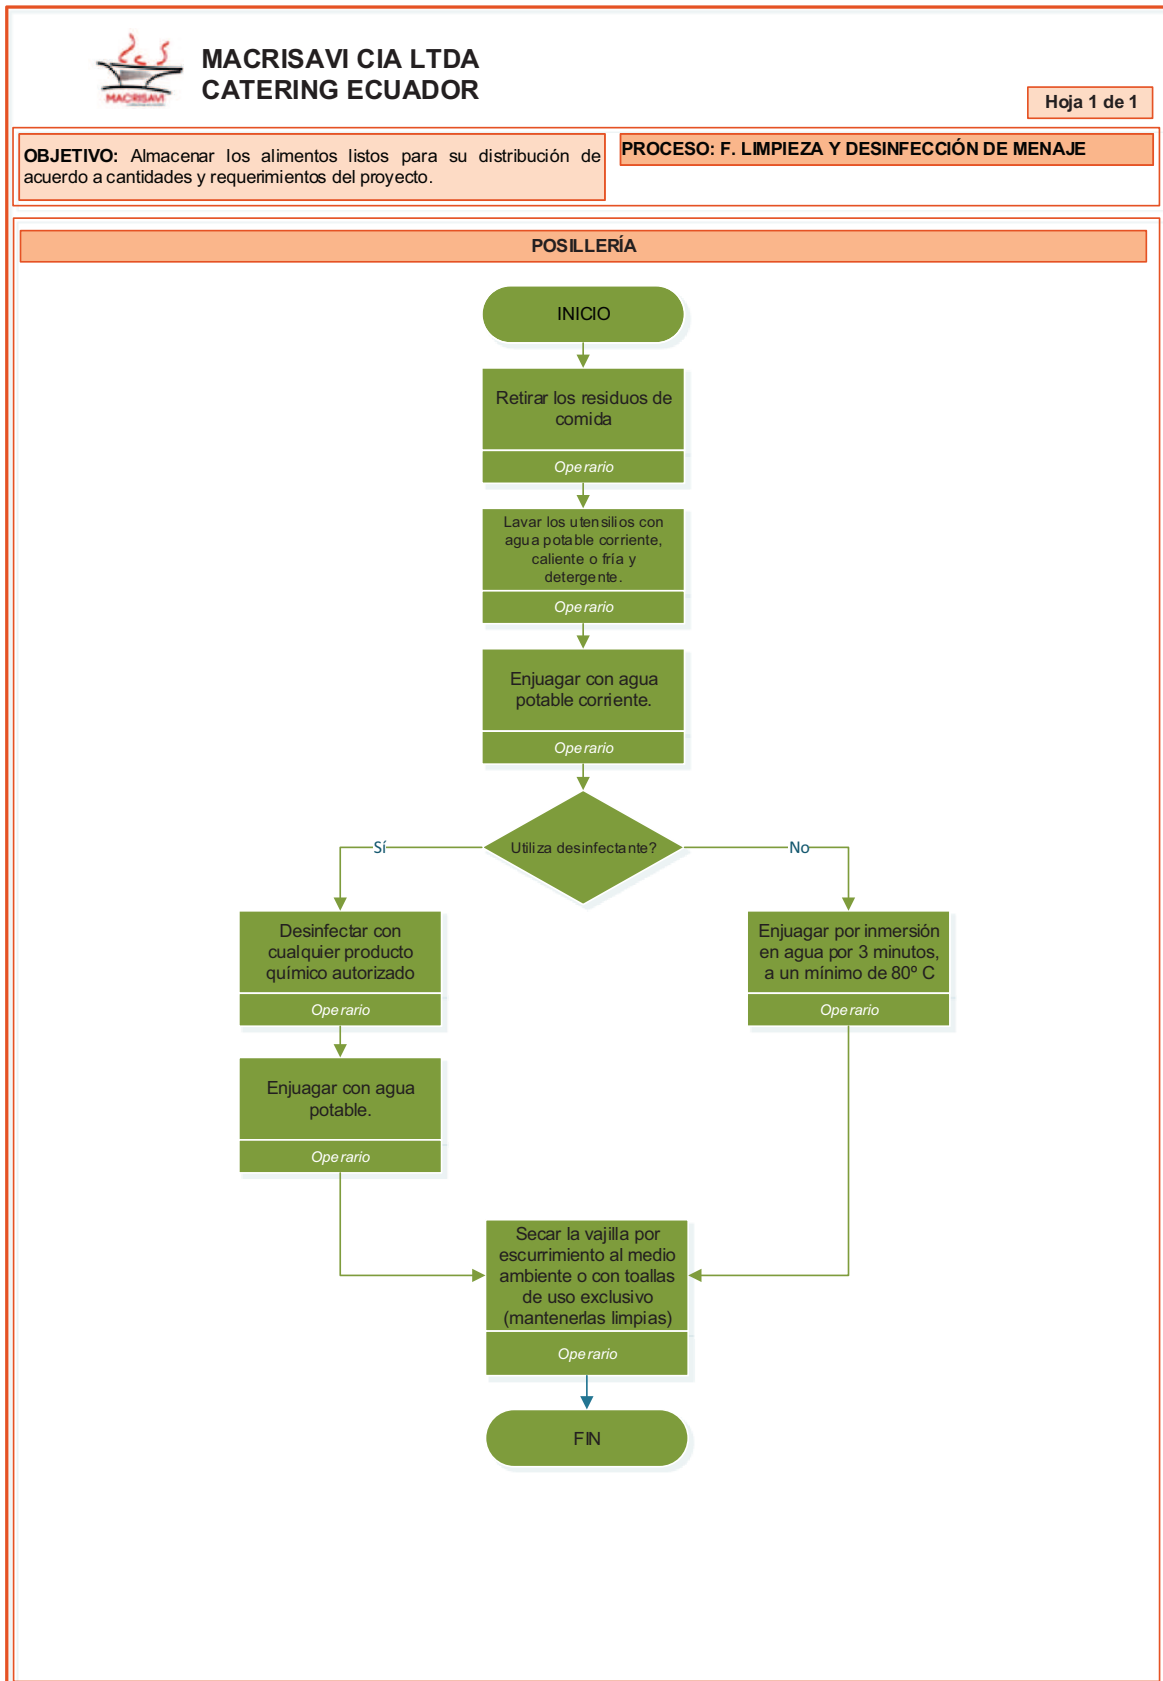 MACRISAVI
MACRISAVI CIA LTDA
CATERING ECUADOR
Hoja 1 de 1
OBJETIVO: Almacenar los alimentos listos para su distribución de
acuerdo a cantidades y requerimientos del proyecto.
PROCESO: F. LIMPIEZA Y DESINFECCIÓN DE MENAJE
POSILLERÍA
INICIO
Retirar los residuos de
comida
Operario
Lavar los utensilios con
agua potable corriente,
caliente o fría y
detergente.
Operario
Enjuagar con agua
potable corriente.
Operario
Utiliza desinfectante?
Sí
No
Desinfectar con
cualquier producto
químico autorizado
Operario
Enjuagar por inmersión
en agua por 3 minutos,
a un mínimo de 80º C
Operario
Enjuagar con agua
potable.
Operario
Secar la vajilla por
escurrimiento al medio
ambiente o con toallas
de uso exclusivo
(mantenerlas limpias)
Operario
FIN